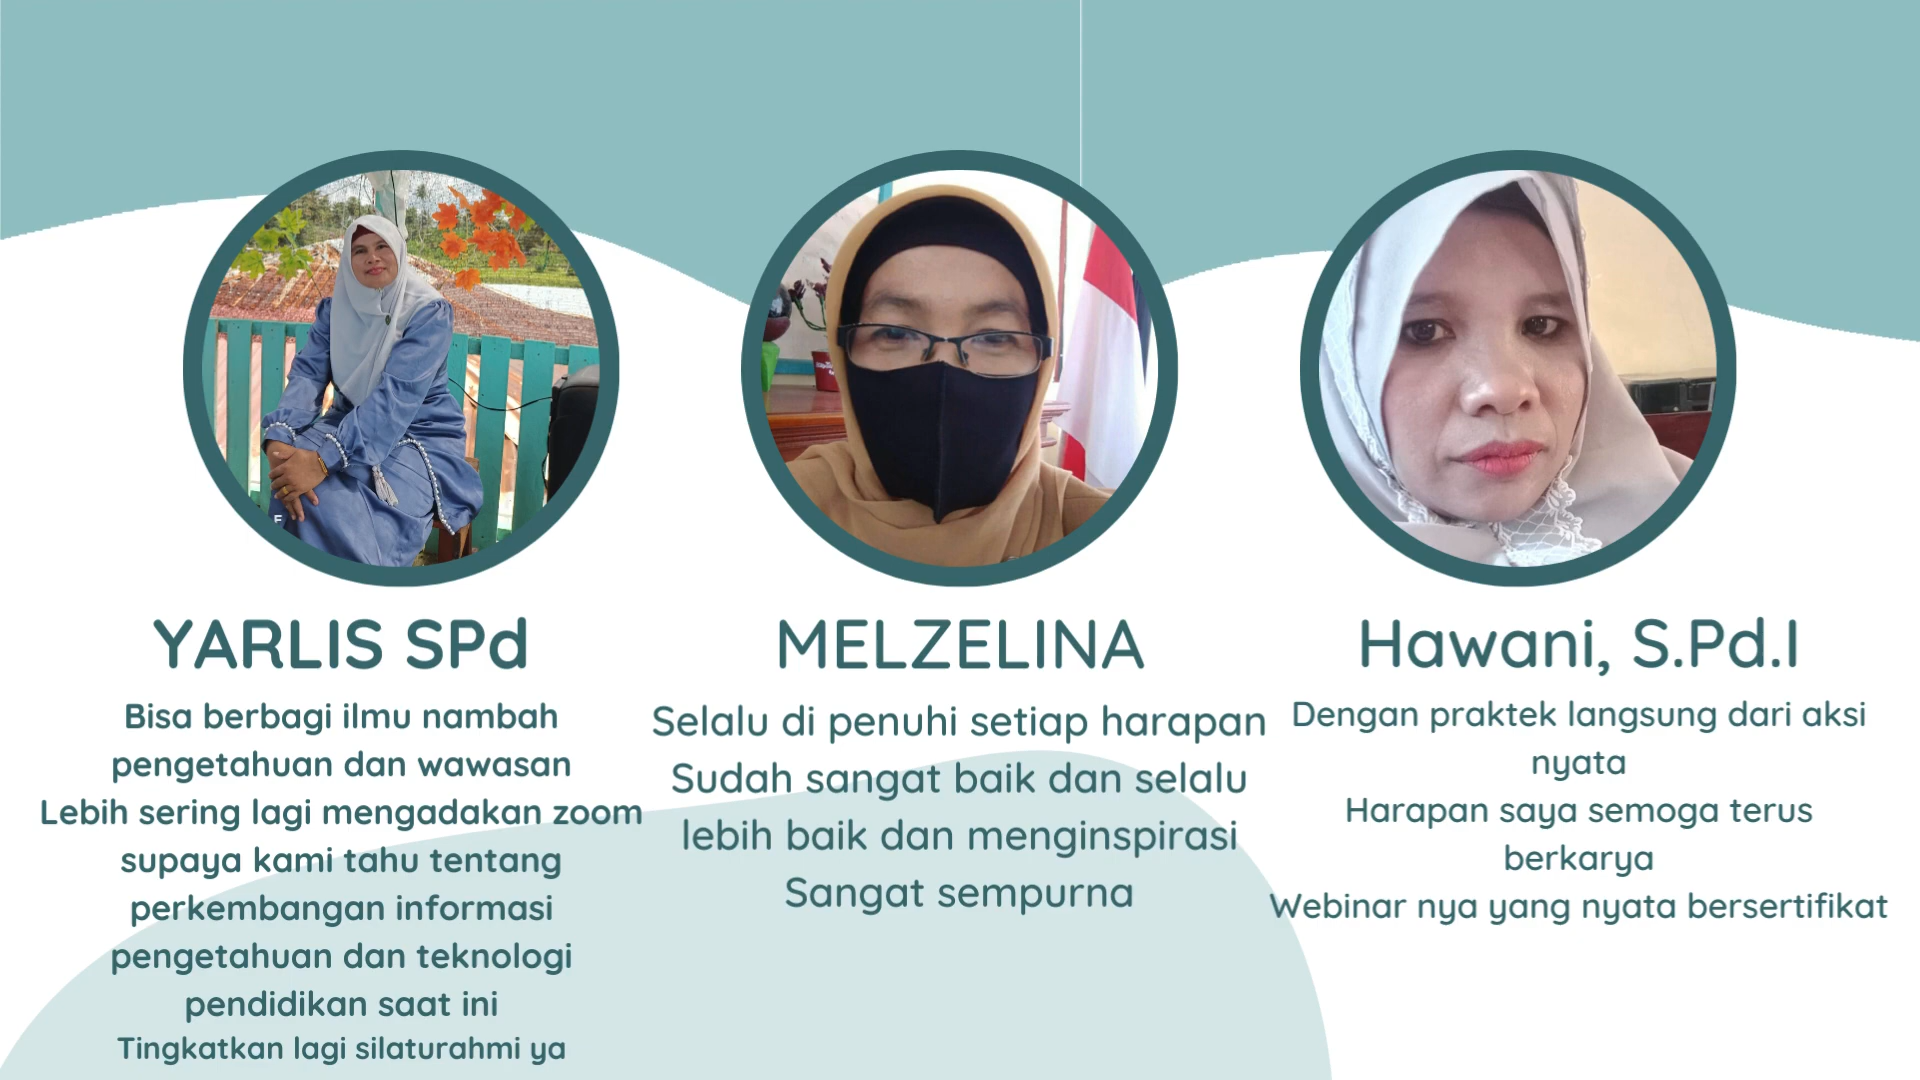 YARLIS SPd
Bisa berbagi ilmu nambah
pengetahuan dan wawasan
Lebih sering lagi mengadakan zoom
supaya kami tahu tentang
perkembangan informasi
pengetahuan dan teknologi
pendidikan saat ini
Tingkatkan lagi silaturahmi ya
MELZELINA
Selalu di penuhi setiap harapan
Sudah sangat baik dan selalu
lebih baik dan menginspirasi
Sangat sempurna
Hawani, S.Pd.I
Dengan praktek langsung dari aksi
nyata
Harapan saya semoga terus
berkarya
Webinar nya yang nyata bersertifikat